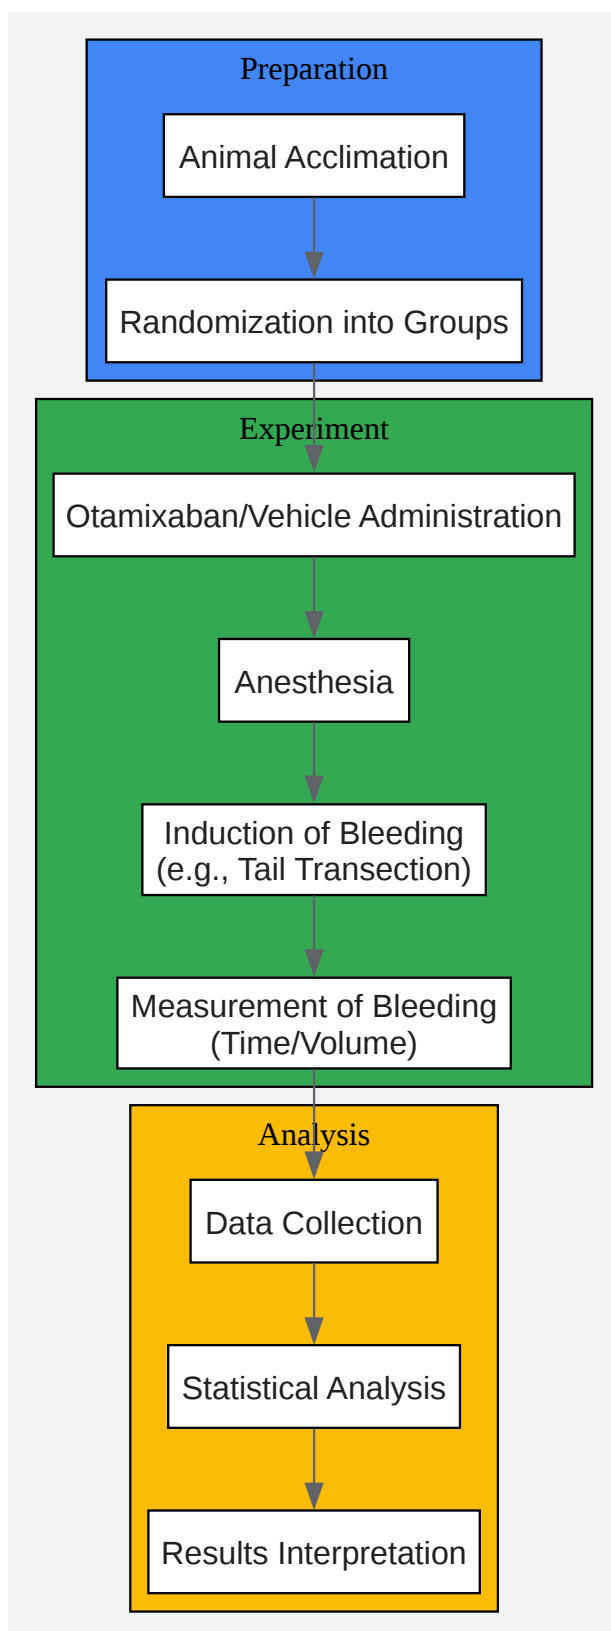 Preparation
Animal Acclimation
Randomization into Groups
Experiment
Otamixaban/Vehicle Administration
Anesthesia
Induction of Bleeding
(e.g., Tail Transection)
Measurement of Bleeding
(Time/Volume)
Analysis
Data Collection
Statistical Analysis
Results Interpretation